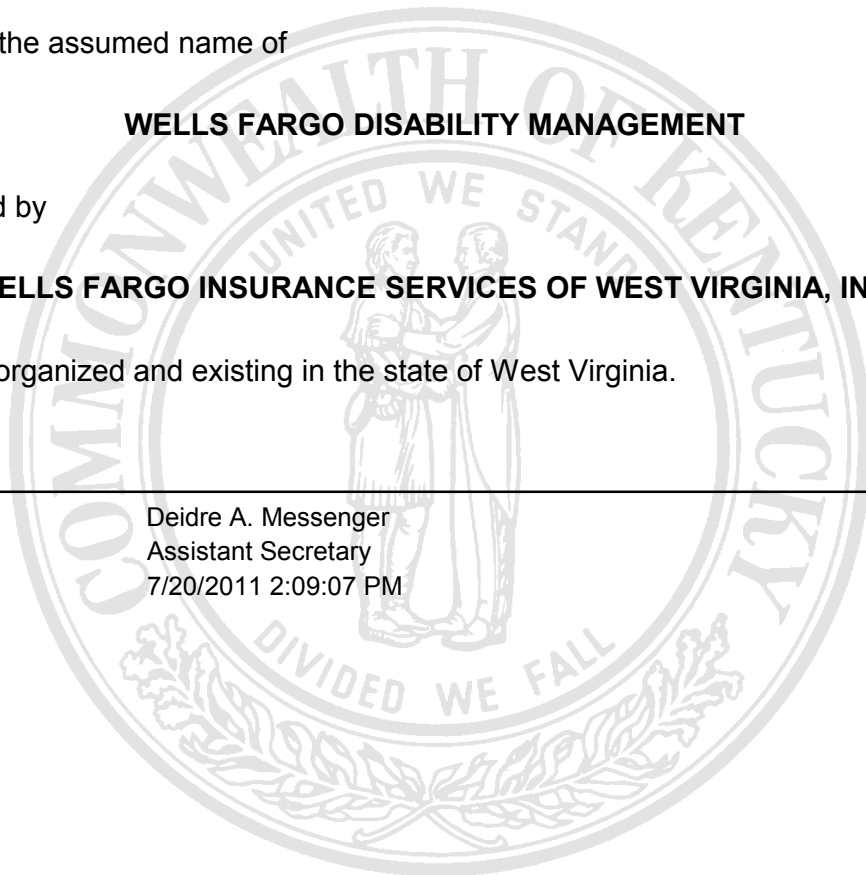 the assumed name of
WELLS FARGO DISABILITY MANAGEMENT
d by
ELLS FARGO INSURANCE SERVICES OF WEST VIRGINIA, IN
organized and existing in the state of West Virginia.
Deidre A. Messenger
Assistant Secretary
7/20/2011 2:09:07 PM
COMMONWEALTH OF KENTUCKY
UNITED WE STAND
DIVIDED WE FALL